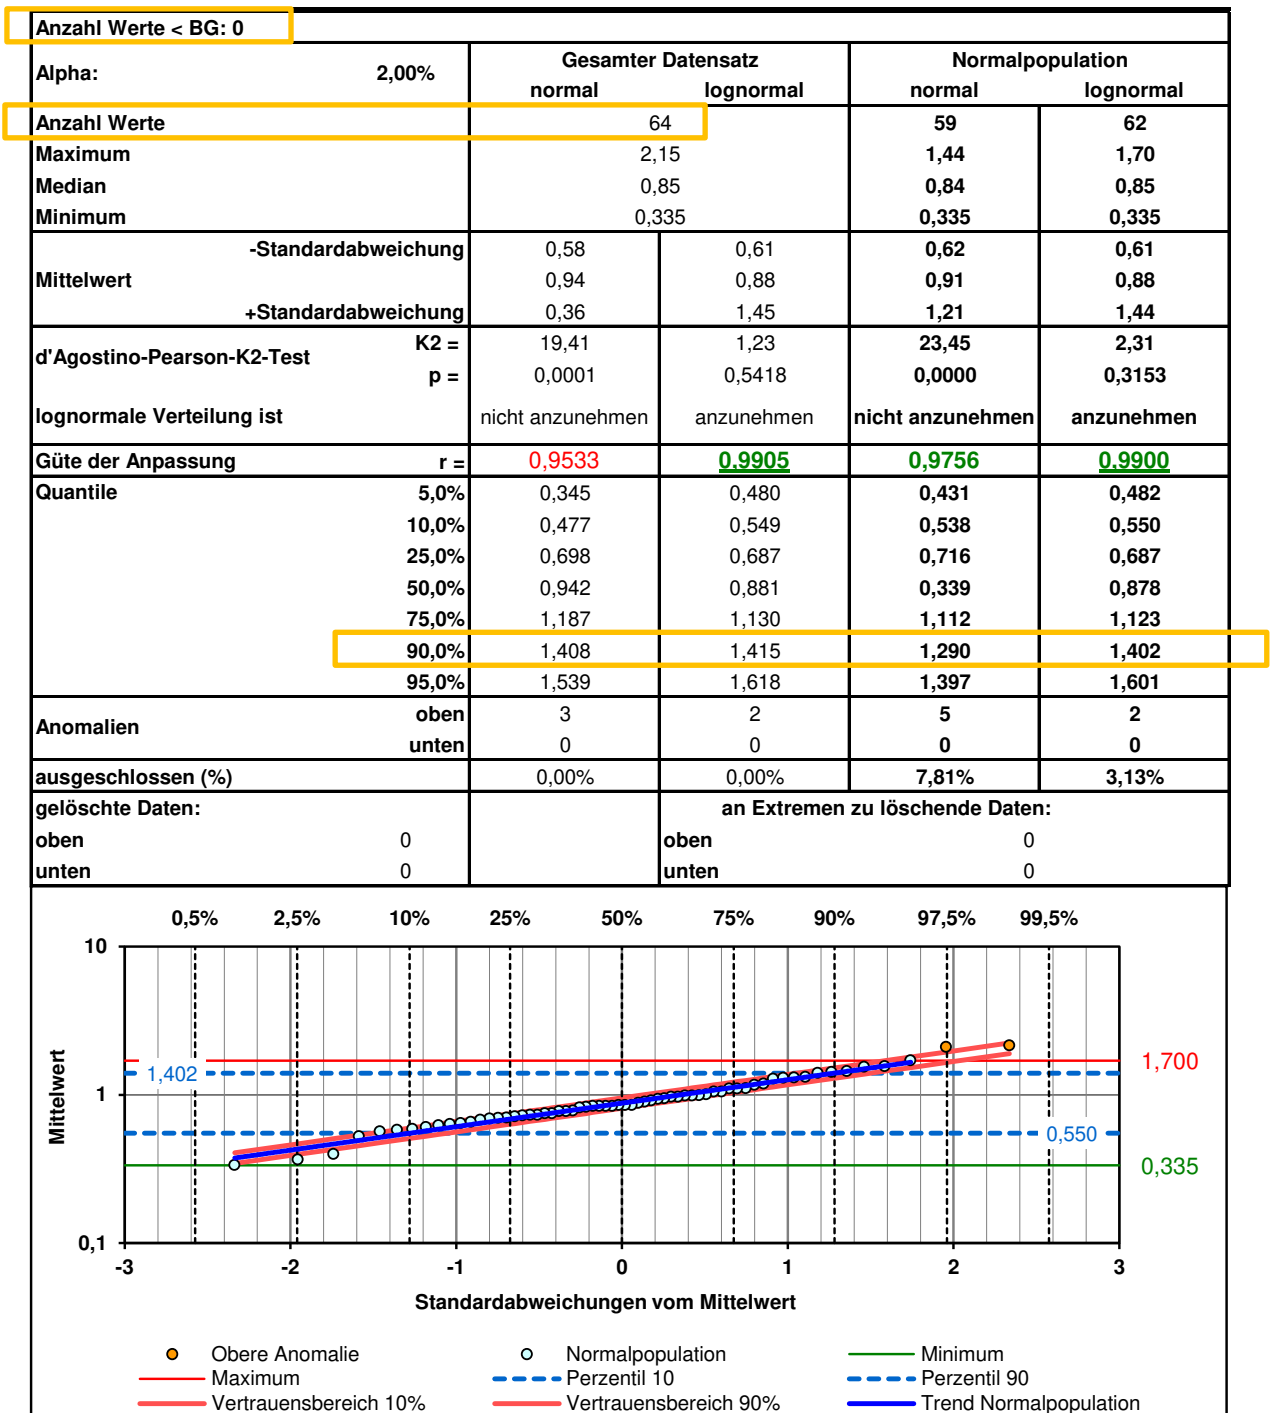 Anzahl Werte < BG: 0
Alpha: 2,00% Gesamter Datensatz Normalpopulation
normal lognormal normal lognormal
Anzahl Werte 64 59 62
Maximum 2,15 1,44 1,70
Median 0,85 0,84 0,85
Minimum 0,335 0,335 0,335
-Standardabweichung 0,58 0,61 0,62 0,61
Mittelwert 0,94 0,88 0,91 0,88
+Standardabweichung 0,36 1,45 1,21 1,44
d'Agostino-Pearson-K2-Test K2 = 19,41 1,23 23,45 2,31
p = 0,0001 0,5418 0,0000 0,3153
lognormale Verteilung ist nicht anzunehmen anzunehmen nicht anzunehmen anzunehmen
Güte der Anpassung r = 0,9533 0,9905 0,9756 0,9900
Quantile 5,0% 0,345 0,480 0,431 0,482
10,0% 0,477 0,549 0,538 0,550
25,0% 0,698 0,687 0,716 0,687
50,0% 0,942 0,881 0,339 0,878
75,0% 1,187 1,130 1,112 1,123
90,0% 1,408 1,415 1,290 1,402
95,0% 1,539 1,618 1,397 1,601
Anomalien oben 3 2 5 2
unten 0 0 0 0
ausgeschlossen (%) 0,00% 0,00% 7,81% 3,13%
gelöschte Daten: an Extremen zu löschende Daten:
oben 0 oben 0
unten 0 unten 0
0,5% 2,5% 10% 25% 50% 75% 90% 97,5% 99,5%
10
1,700
1,402
1
0,550
0,335
0,1
Mittelwert
-3 -2 -1 0 1 2 3
Standardabweichungen vom Mittelwert
Obere Anomalie Normalpopulation Minimum
Maximum Perzentil 10 Perzentil 90
Vertrauensbereich 10% Vertrauensbereich 90% Trend Normalpopulation